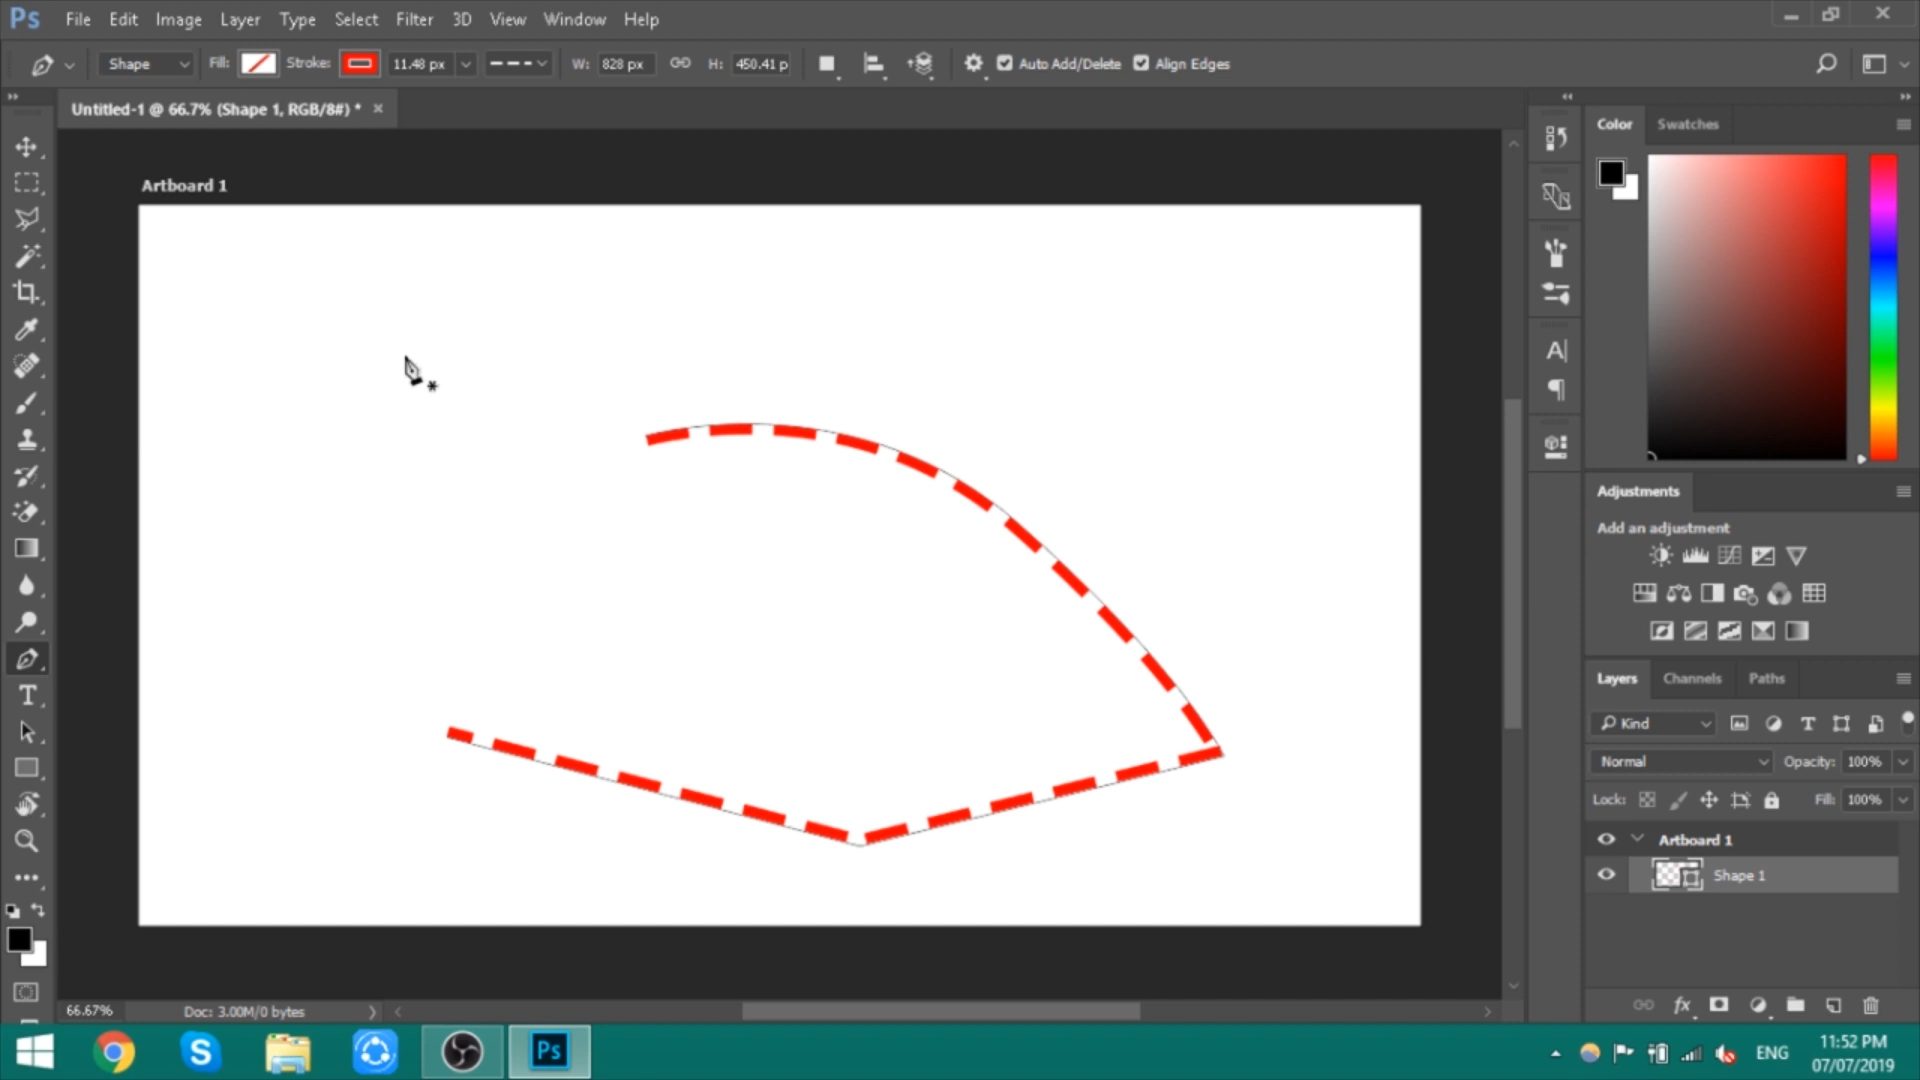 Ps File Edit Image Layer Type Select Filter 3D View Window Help
Shape Fill: Stroke: 11.48 px W: 828 px H: 450.41 p Auto Add/Delete Align Edges
Untitled-1 @ 66.7% (Shape 1, RGB/8#) * ×
Color Swatches
Artboard 1
Adjustments
Add an adjustment
Layers Channels Paths
Kind
Normal Opacity: 100%
Lock: Fill: 100%
Artboard 1
Shape 1
66.67% Doc: 3.00M/0 bytes
Ps
ENG
11:52 PM
07/07/2019